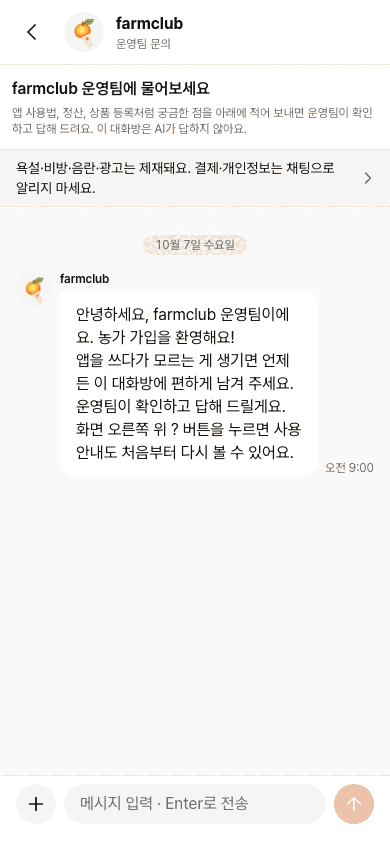 farmclub
운영팀 문의
farmclub 운영팀에 물어보세요
앱 사용법, 정산, 상품 등록처럼 궁금한 점을 아래에 적어 보내면 운영팀이 확인
하고 답해 드려요. 이 대화방은 AI가 답하지 않아요.
욕설·비방·음란·광고는 제재돼요. 결제·개인정보는 채팅으로
알리지 마세요.
10월 7일 수요일
farmclub
안녕하세요, farmclub 운영팀이에
요. 농가 가입을 환영해요!
앱을 쓰다가 모르는 게 생기면 언제
든 이 대화방에 편하게 남겨 주세요.
운영팀이 확인하고 답해 드릴게요.
화면 오른쪽 위 ? 버튼을 누르면 사용
안내도 처음부터 다시 볼 수 있어요.
오전 9:00
메시지 입력 · Enter로 전송